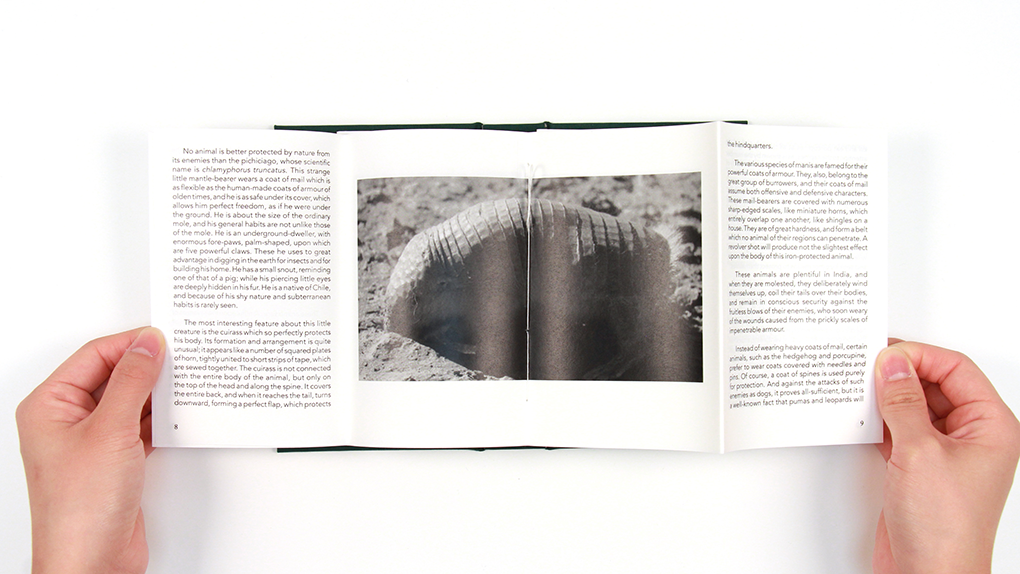 No animal is better protected by nature from
its enemies than the pichiciago, whose scientific
name is chlamyphorus truncatus. This strange
little mantle-bearer wears a coat of mail which is
as flexible as the human-made coats of armour of
olden times, and he is as safe under its cover, which
allows him perfect freedom, as if he were under
the ground. He is about the size of the ordinary
mole, and his general habits are not unlike those
of the mole. He is an underground-dweller, with
enormous fore-paws, palm-shaped, upon which
are five powerful claws. These he uses to great
advantage in digging in the earth for insects and for
building his home. He has a small snout, reminding
one of that of a pig; while his piercing little eyes
are deeply hidden in his fur. He is a native of Chile,
and because of his shy nature and subterranean
habits is rarely seen.
The most interesting feature about this little
creature is the cuirass which so perfectly protects
his body. Its formation and arrangement is quite
unusual; it appears like a number of squared plates
of horn, tightly united to short strips of tape, which
are sewed together. The cuirass is not connected
with the entire body of the animal, but only on
the top of the head and along the spine. It covers
the entire back, and when it reaches the tail, turns
downward, forming a perfect flap, which protects
8
the hindquarters.
The various species of manis are famed for their
powerful coats of armour. They, also, belong to the
great group of burrowers, and their coats of mail
assume both offensive and defensive characters.
These mail-bearers are covered with numerous
sharp-edged scales, like miniature horns, which
entirely overlap one another, like shingles on a
house. They are of great hardness, and form a belt
which no animal of their regions can penetrate. A
revolver shot will produce not the slightest effect
upon the body of this iron-protected animal.
These animals are plentiful in India, and
when they are molested, they deliberately wind
themselves up, coil their tails over their bodies,
and remain in conscious security against the
fruitless blows of their enemies, who soon weary
of the wounds caused from the prickly scales of
inpenetrable armour.
Instead of wearing heavy coats of mail, certain
animals, such as the hedgehog and porcupine,
prefer to wear coats covered with needles and
pins. Of course, a coat of spines is used purely
for protection. And against the attacks of such
enemies as dogs, it proves all-sufficient, but it is
a well-known fact that pumas and leopards will
9